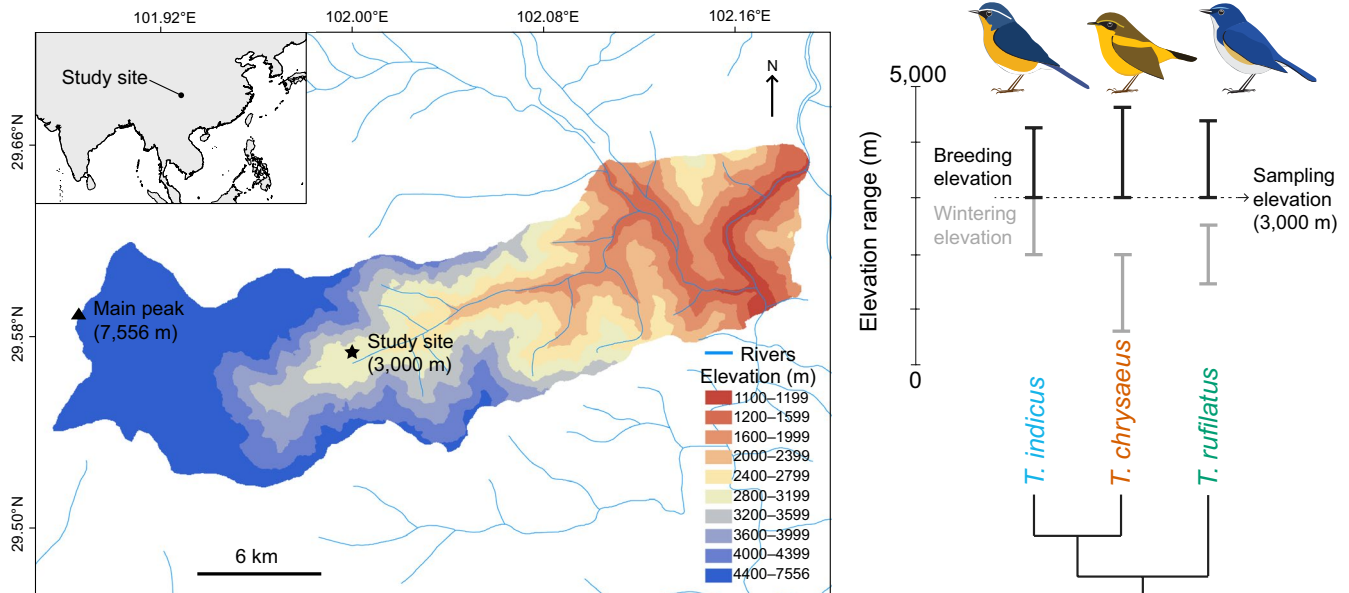 101.92°E
102.00°E
102.08°E
102.16°E
29.66°N
29.58°N
29.50°N
Study site
N
Main peak
(7,556 m)
Study site
(3,000 m)
Rivers
Elevation (m)
1100–1199
1200–1599
1600–1999
2000–2399
2400–2799
2800–3199
3200–3599
3600–3999
4000–4399
4400–7556
6 km
Elevation range (m)
5,000
0
Breeding
elevation
Wintering
elevation
Sampling
elevation
(3,000 m)
T. indicus
T. chrysaeus
T. rufilatus